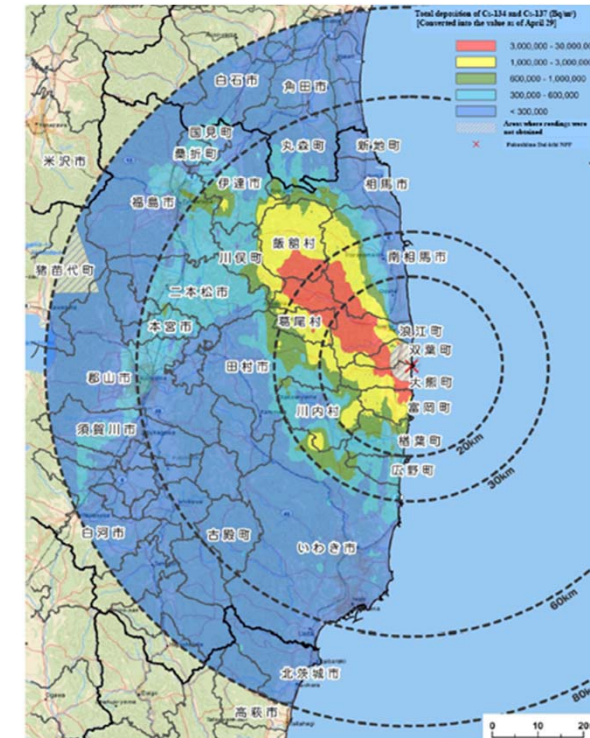 Total deposition of Cs-134 and Cs-137 (Bq/m²)
[Converted into the value as of April 29]
3,000,000 - 30,000,00
1,000,000 - 3,000,000
600,000 - 1,000,000
300,000 - 600,000
< 300,000
Areas where readings were
not obtained
Fukushima Dai-ichi NPP
白石市
角田市
国見町
丸森町
新地町
桑折町
米沢市
伊達市
相馬市
福島市
飯舘村
川俣町
南相馬市
猪苗代町
二本松市
葛尾村
本宮市
浪江町
双葉町
田村市
郡山市
大熊町
川内村
富岡町
須賀川市
楢葉町
20km
広野町
30km
白河市
古殿町
いわき市
60km
北茨城市
80k
高萩市
0 10 20